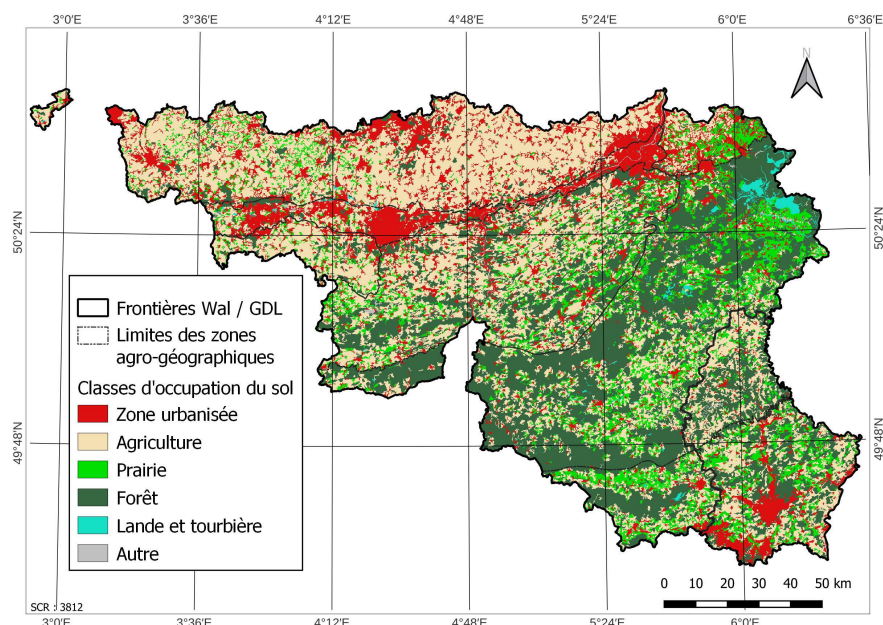 3°0'E 3°36'E 4°12'E 4°48'E 5°24'E 6°0'E 6°36'E
N
50°24'N 50°24'N
Frontières Wal / GDL
Limites des zones
agro-géographiques
Classes d'occupation du sol
Zone urbanisée
Agriculture
Prairie
Forêt
Lande et tourbière
Autre
49°48'N 49°48'N
0 10 20 30 40 50 km
SCR : 3812
3°0'E 3°36'E 4°12'E 4°48'E 5°24'E 6°0'E